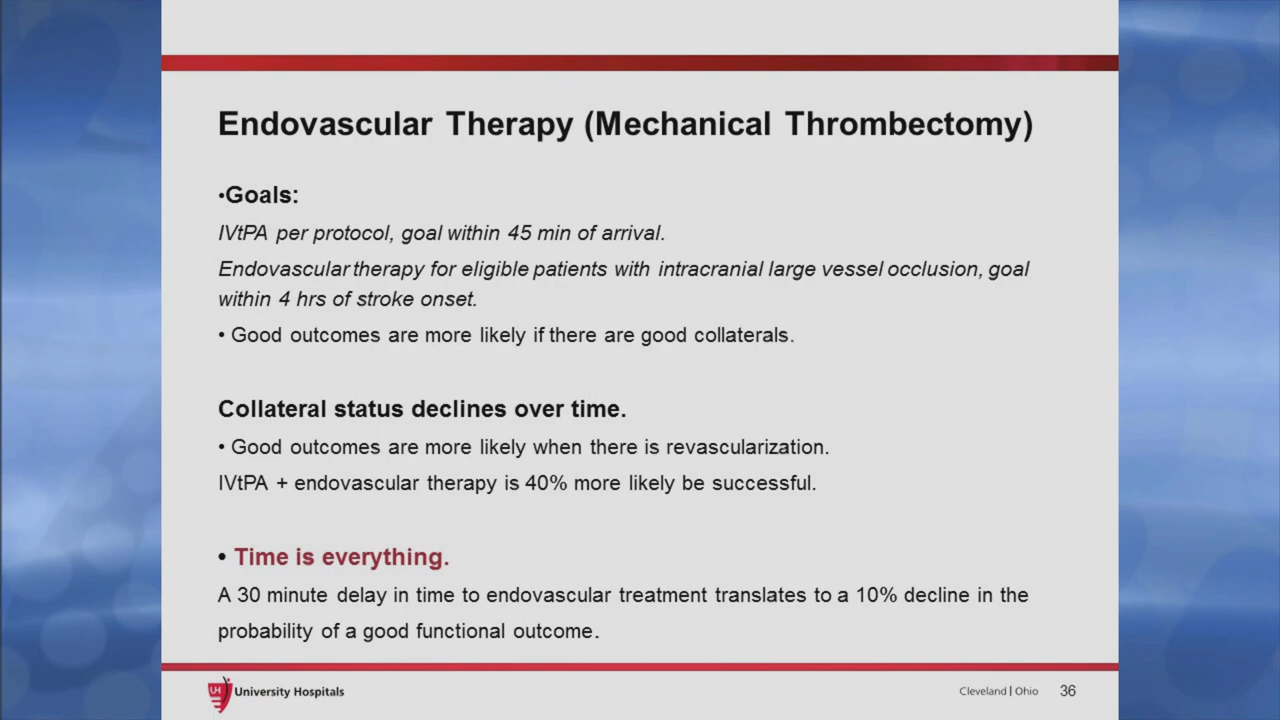 Endovascular Therapy (Mechanical Thrombectomy)
•Goals:
IVtPA per protocol, goal within 45 min of arrival.
Endovascular therapy for eligible patients with intracranial large vessel occlusion, goal
within 4 hrs of stroke onset.
• Good outcomes are more likely if there are good collaterals.
Collateral status declines over time.
• Good outcomes are more likely when there is revascularization.
IVtPA + endovascular therapy is 40% more likely be successful.
• Time is everything.
A 30 minute delay in time to endovascular treatment translates to a 10% decline in the
probability of a good functional outcome.
UH University Hospitals
Cleveland | Ohio 36